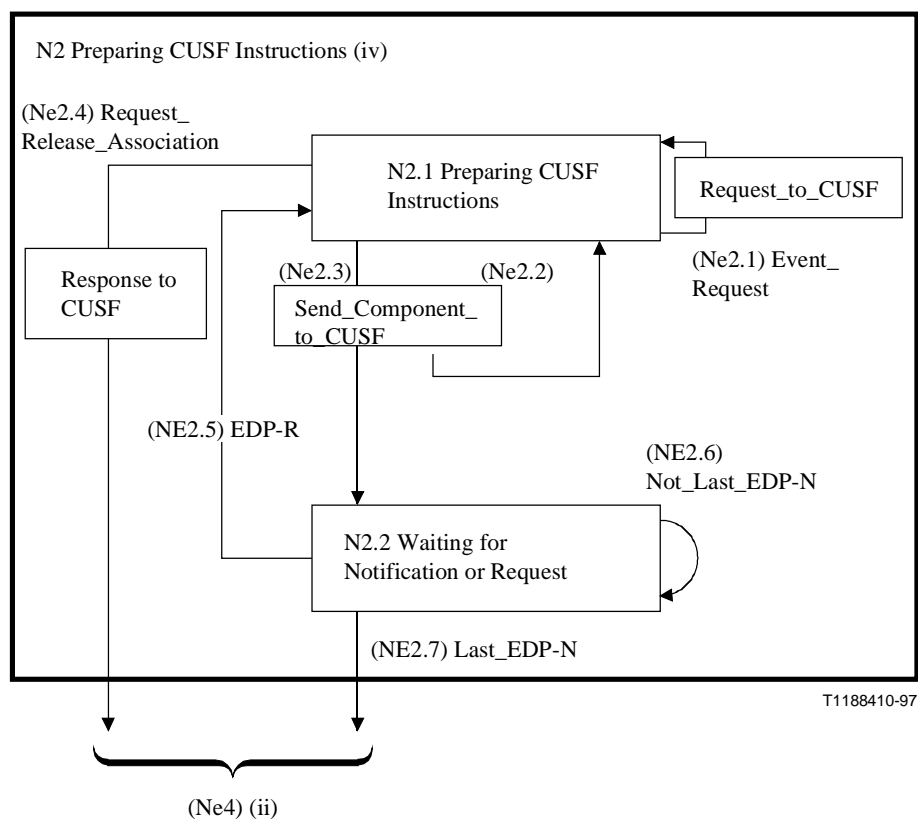 N2 Preparing CUSF Instructions (iv)
(Ne2.4) Request_
Release_Association
N2.1 Preparing CUSF
Instructions
Request_to_CUSF
(Ne2.1) Event_
Request
Response to
CUSF
(Ne2.3)
(Ne2.2)
Send_Component_
to_CUSF
(NE2.5) EDP-R
(NE2.6)
Not_Last_EDP-N
N2.2 Waiting for
Notification or Request
(NE2.7) Last_EDP-N
T1188410-97
(Ne4) (ii)